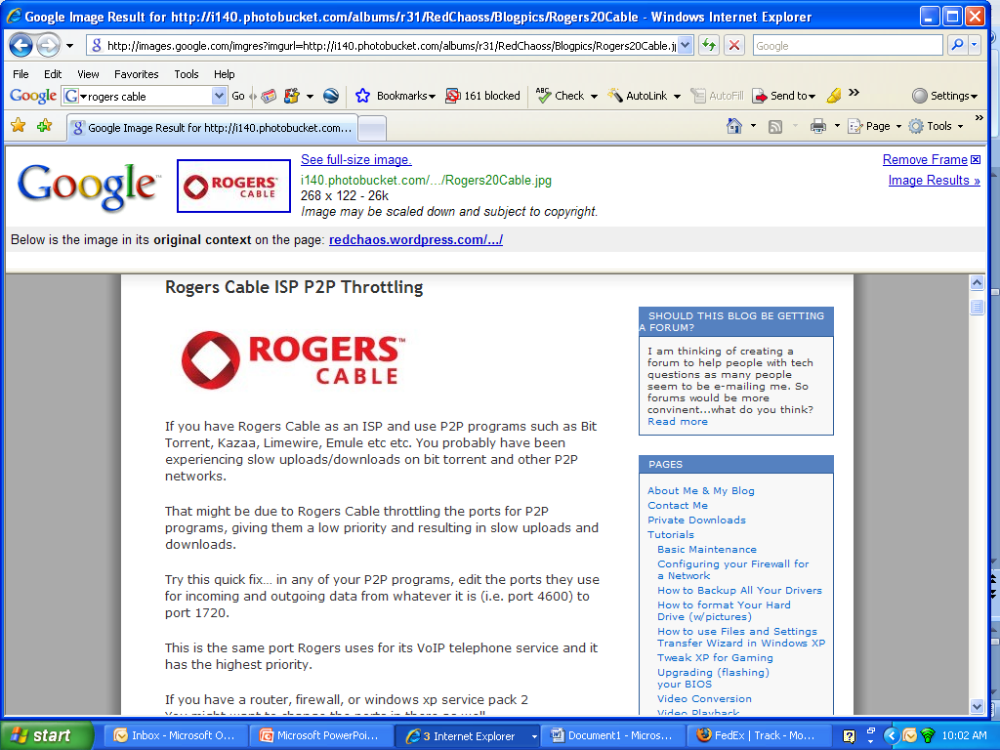 Google Image Result for http://i140.photobucket.com/albums/r31/RedChaoss/Blogpics/Rogers20Cable - Windows Internet Explorer
http://images.google.com/imgres?imgurl=http://i140.photobucket.com/albums/r31/RedChaoss/Blogpics/Rogers20Cable.j
Google
File Edit View Favorites Tools Help
Google G rogers cable Go Bookmarks 161 blocked Check AutoLink AutoFill Send to Settings
Google Image Result for http://i140.photobucket.com... Page Tools
Google™
ROGERS™
CABLE
See full-size image.
i140.photobucket.com/.../Rogers20Cable.jpg
268 x 122 - 26k
Image may be scaled down and subject to copyright.
Remove Frame
Image Results »
Below is the image in its original context on the page: redchaos.wordpress.com/.../
Rogers Cable ISP P2P Throttling
ROGERS™
CABLE
If you have Rogers Cable as an ISP and use P2P programs such as Bit
Torrent, Kazaa, Limewire, Emule etc etc. You probably have been
experiencing slow uploads/downloads on bit torrent and other P2P
networks.
That might be due to Rogers Cable throttling the ports for P2P
programs, giving them a low priority and resulting in slow uploads and
downloads.
Try this quick fix... in any of your P2P programs, edit the ports they use
for incoming and outgoing data from whatever it is (i.e. port 4600) to
port 1720.
This is the same port Rogers uses for its VoIP telephone service and it
has the highest priority.
If you have a router, firewall, or windows xp service pack 2
You might want to change the ports in there as well
SHOULD THIS BLOG BE GETTING
A FORUM?
I am thinking of creating a
forum to help people with tech
questions as many people
seem to be e-mailing me. So
forums would be more
convinent...what do you think?
Read more
PAGES
About Me & My Blog
Contact Me
Private Downloads
Tutorials
Basic Maintenance
Configuring your Firewall for
a Network
How to Backup All Your Drivers
How to format Your Hard
Drive (w/pictures)
How to use Files and Settings
Transfer Wizard in Windows XP
Tweak XP for Gaming
Upgrading (flashing)
your BIOS
Video Conversion
Video Playback
start Inbox - Microsoft O... Microsoft PowerPoi... 3 Internet Explorer Document1 - Micros... FedEx | Track - Mo... 10:02 AM